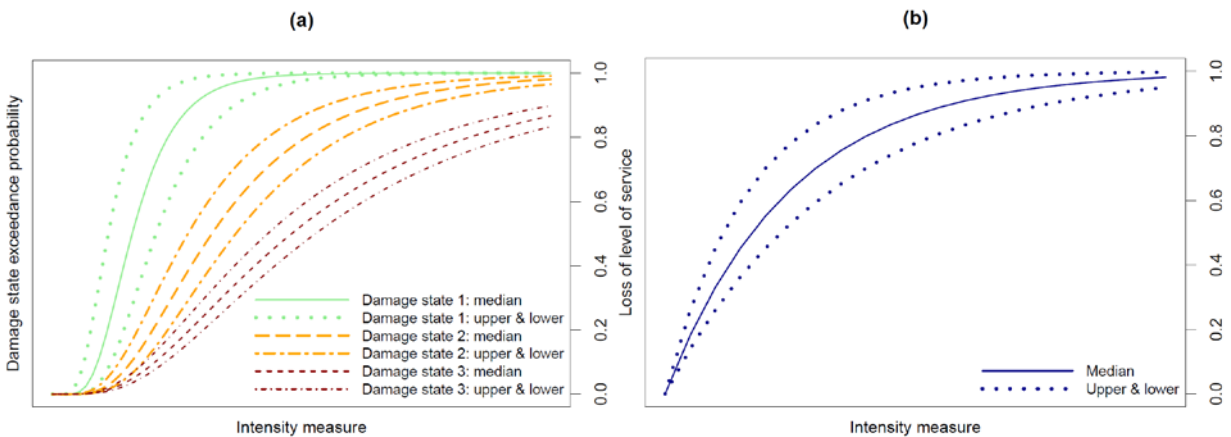 (a)
Damage state exceedance probability
0.0
0.2
0.4
0.6
0.8
1.0
Damage state 1: median
Damage state 1: upper & lower
Damage state 2: median
Damage state 2: upper & lower
Damage state 3: median
Damage state 3: upper & lower
Intensity measure
(b)
Loss of level of service
0.0
0.2
0.4
0.6
0.8
1.0
Median
Upper & lower
Intensity measure